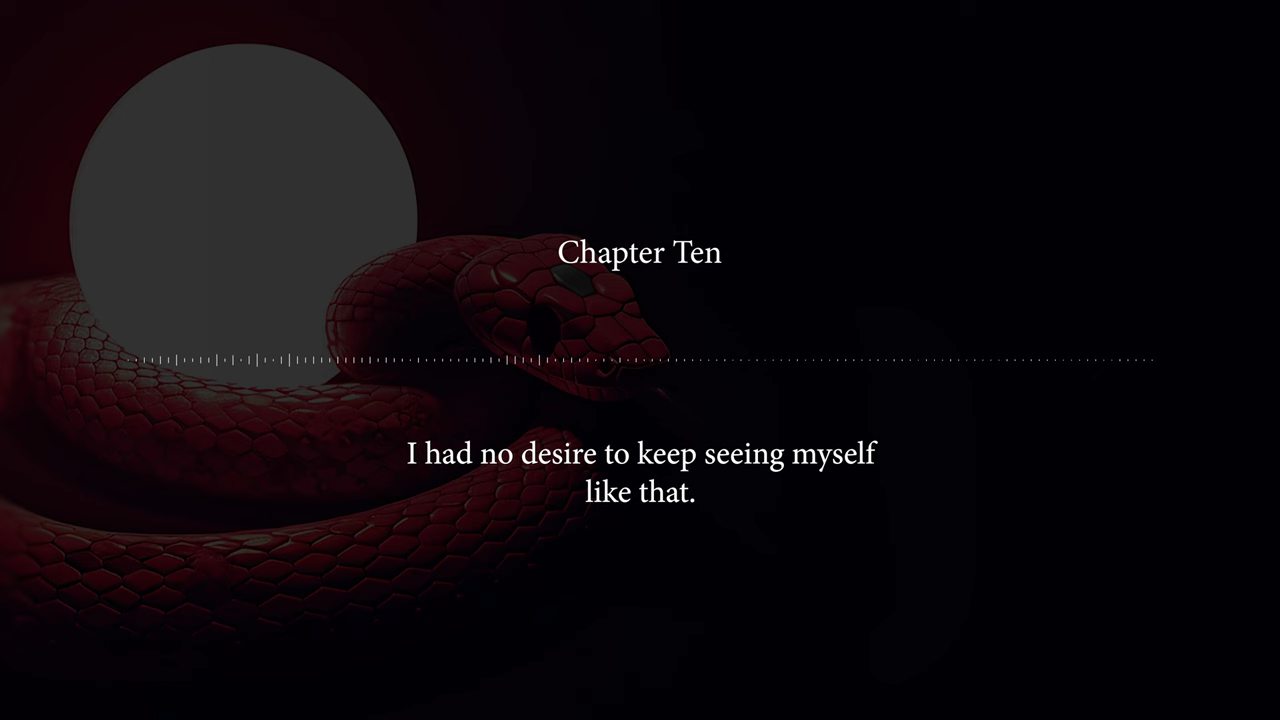 Chapter Ten
I had no desire to keep seeing myself
like that.